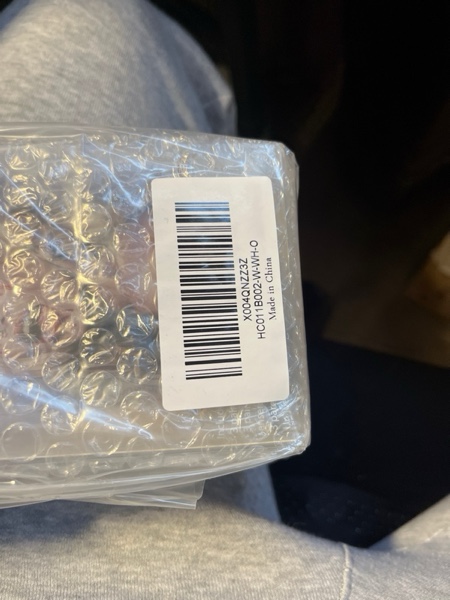 X004QNZZ3Z
HC011B002-W-WH-O
Made in China